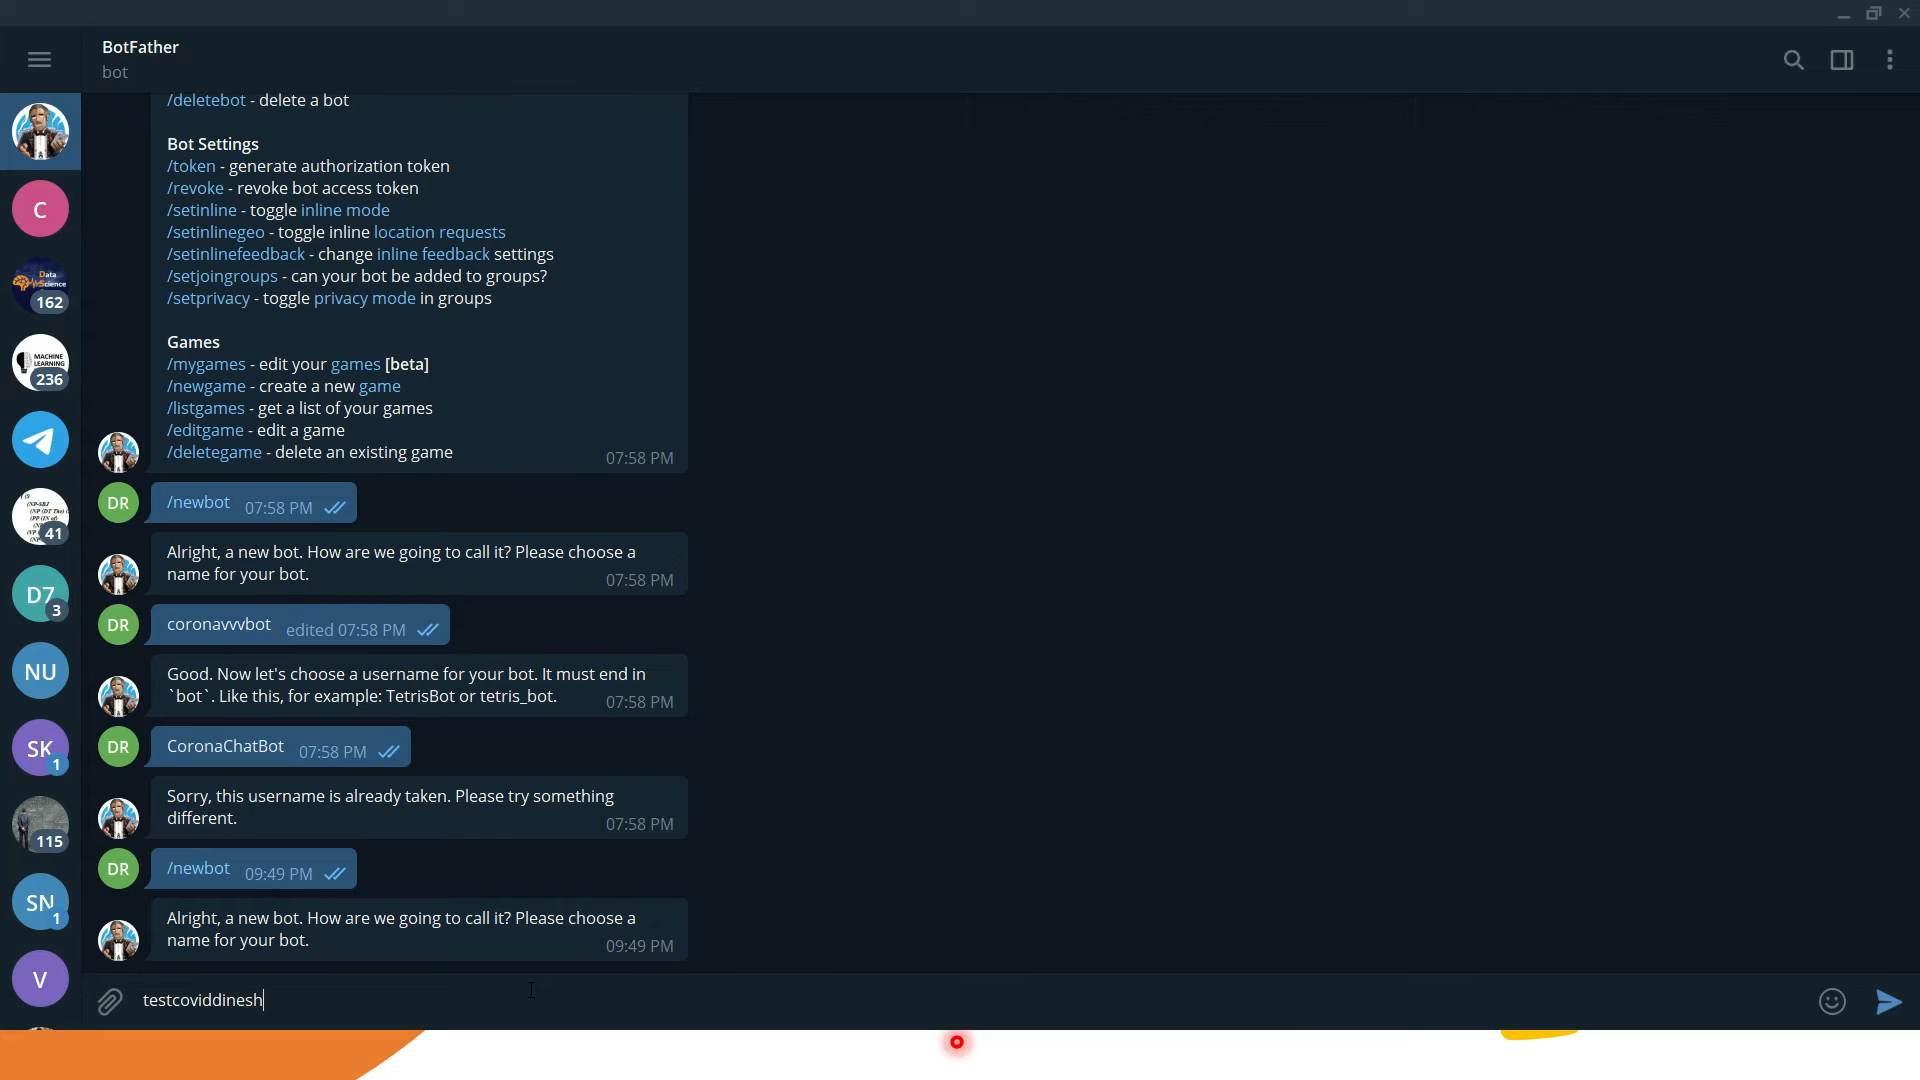 BotFather
bot
/deletebot - delete a bot
Bot Settings
/token - generate authorization token
/revoke - revoke bot access token
/setinline - toggle inline mode
/setinlinegeo - toggle inline location requests
/setinlinefeedback - change inline feedback settings
/setjoingroups - can your bot be added to groups?
/setprivacy - toggle privacy mode in groups
Games
/mygames - edit your games [beta]
/newgame - create a new game
/listgames - get a list of your games
/editgame - edit a game
/deletegame - delete an existing game
07:58 PM
DR
/newbot 07:58 PM
Alright, a new bot. How are we going to call it? Please choose a
name for your bot.
07:58 PM
DR
coronavvvbot edited 07:58 PM
Good. Now let's choose a username for your bot. It must end in
`bot`. Like this, for example: TetrisBot or tetris_bot.
07:58 PM
DR
CoronaChatBot 07:58 PM
Sorry, this username is already taken. Please try something
different.
07:58 PM
DR
/newbot 09:49 PM
Alright, a new bot. How are we going to call it? Please choose a
name for your bot.
09:49 PM
testcoviddinesh
C
Data
Science
162
MACHINE
LEARNING
236
41
D7
3
NU
SK
1
115
SN
1
V